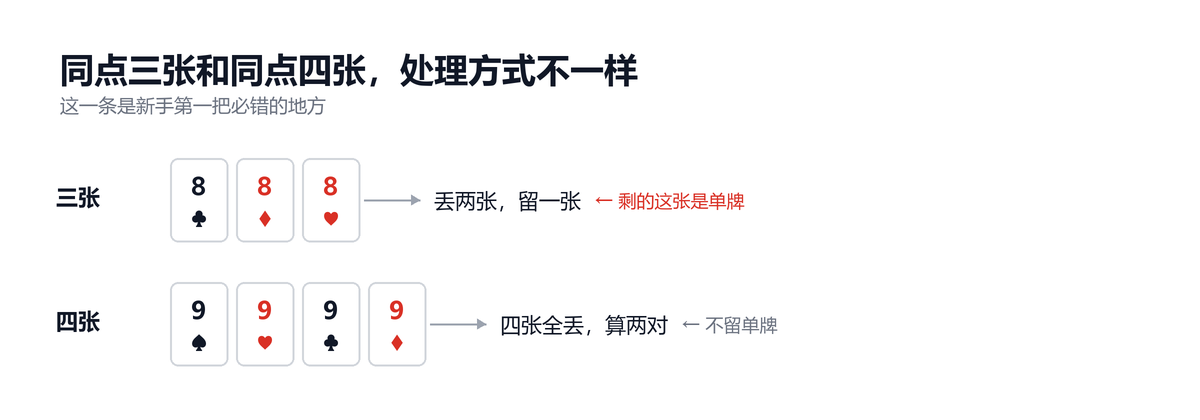 同点三张和同点四张，处理方式不一样
这一条是新手第一把必错的地方
三张 8♣ 8♦ 8♥ → 丢两张，留一张 ← 剩的这张是单牌
四张 9♠ 9♥ 9♣ 9♦ → 四张全丢，算两对 ← 不留单牌